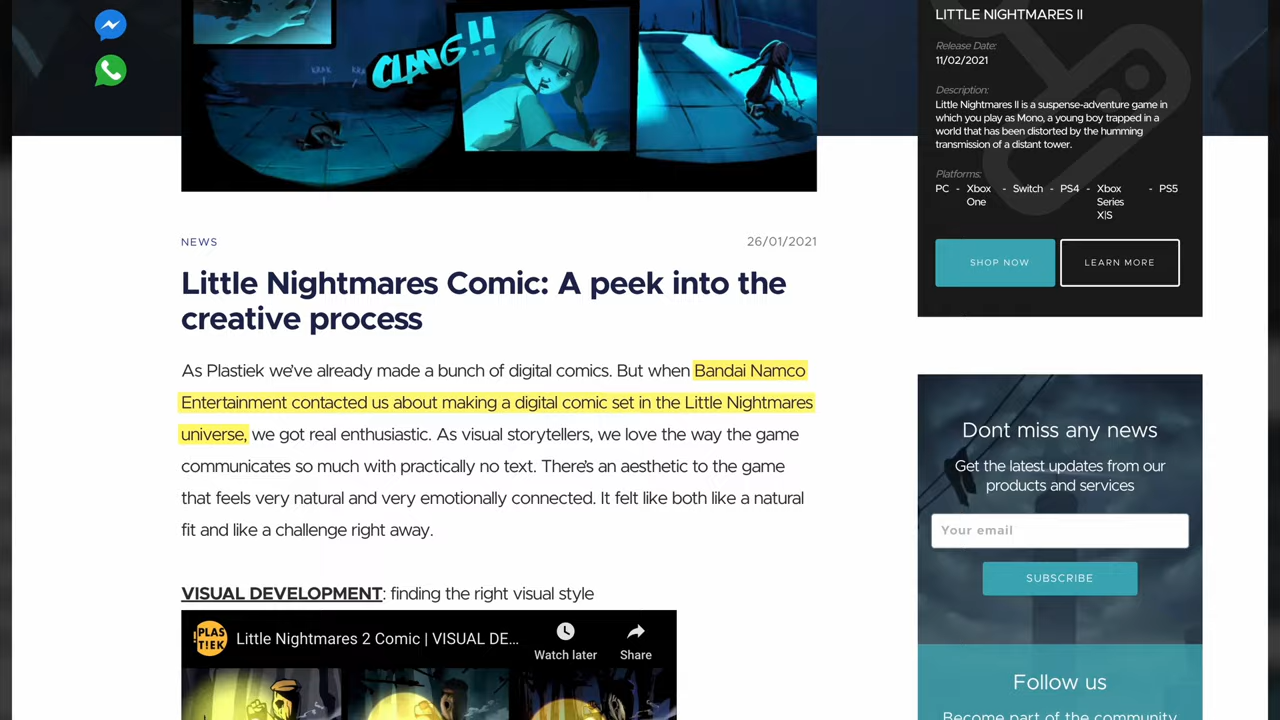 CLANG!!
KRAK KRAK
NEWS
26/01/2021
Little Nightmares Comic: A peek into the
creative process
As Plastiek we've already made a bunch of digital comics. But when Bandai Namco
Entertainment contacted us about making a digital comic set in the Little Nightmares
universe, we got real enthusiastic. As visual storytellers, we love the way the game
communicates so much with practically no text. There's an aesthetic to the game
that feels very natural and very emotionally connected. It felt like both like a natural
fit and like a challenge right away.
VISUAL DEVELOPMENT: finding the right visual style
PLAS
T!EK
Little Nightmares 2 Comic | VISUAL DE...
Watch later
Share
LITTLE NIGHTMARES II
Release Date:
11/02/2021
Description:
Little Nightmares II is a suspense-adventure game in
which you play as Mono, a young boy trapped in a
world that has been distorted by the humming
transmission of a distant tower.
Platforms:
PC - Xbox One - Switch - PS4 - Xbox Series X|S - PS5
SHOP NOW
LEARN MORE
Dont miss any news
Get the latest updates from our
products and services
Your email
SUBSCRIBE
Follow us
Become part of the community